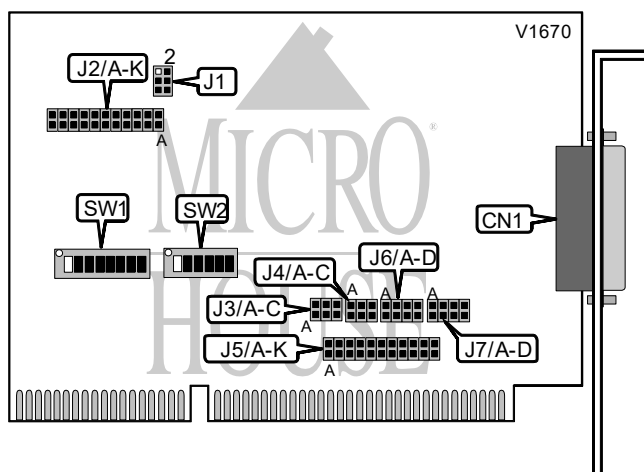 V1670
2
J2/A-K
J1
A
MICRO
®
HOUSE
SW1
SW2
CN1
J4/A-C
J6/A-D
A
A
A
J3/A-C
A
J5/A-K
J7/A-D
A